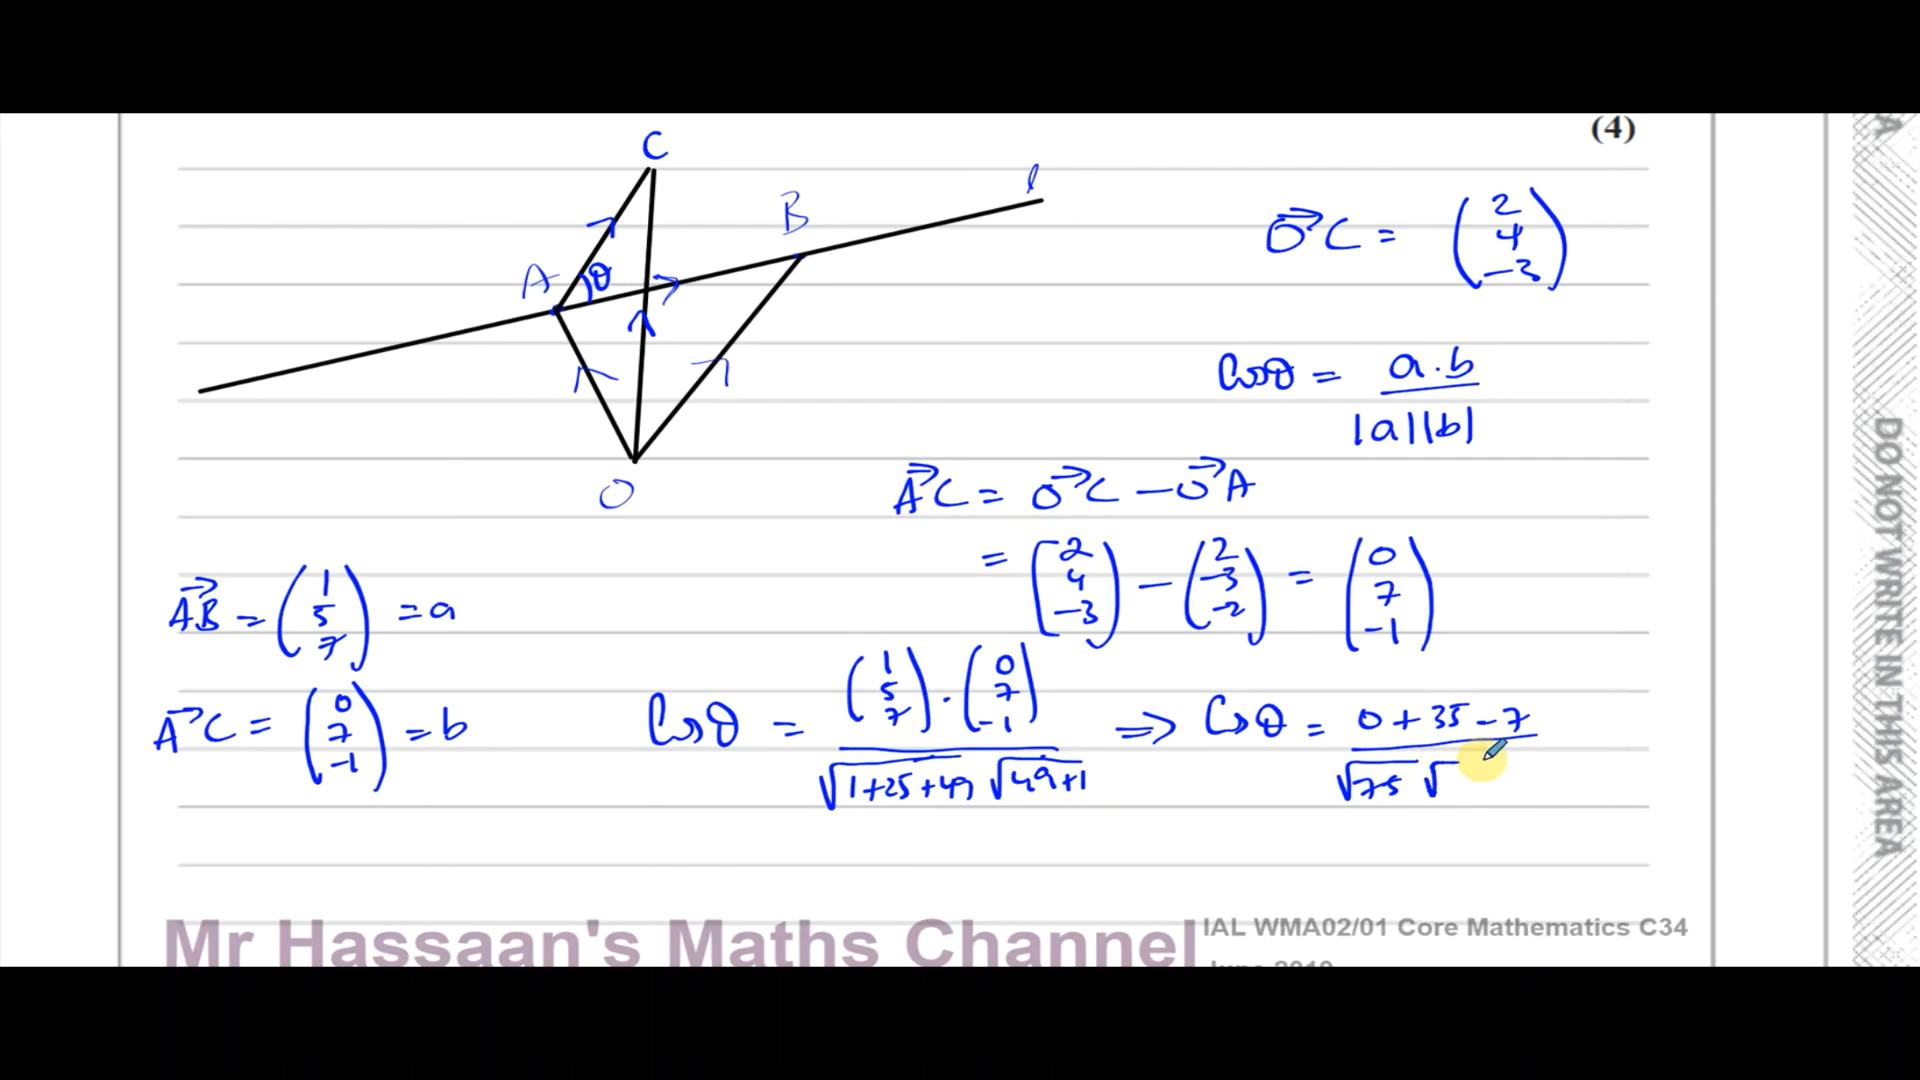 (4)
C
l
B
A
θ
O
A
DO NOT WRITE IN THIS AREA
→OC = (2 4 -3)
Cosθ = a.b / |a||b|
→AC = →OC - →OA
= (2 4 -3) - (2 -3 -2) = (0 7 -1)
→AB = (1 5 7) = a
→AC = (0 7 -1) = b
Cosθ = (1 5 7) . (0 7 -1) / √1+25+49 √49+1 ⇒ Cosθ = 0+35-7 / √75 √
Mr Hassaan's Maths Channel
IAL WMA02/01 Core Mathematics C34